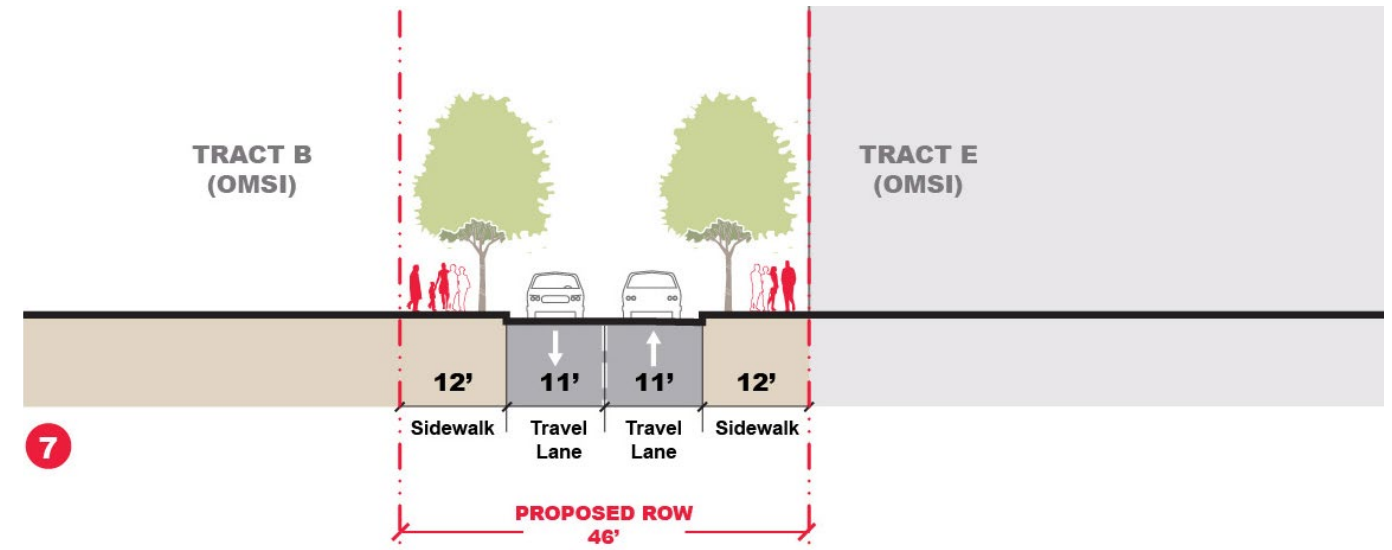 TRACT B
(OMSI)
TRACT E
(OMSI)
12’
11’
11’
12’
Sidewalk
Travel
Lane
Travel
Lane
Sidewalk
7
PROPOSED ROW
46’